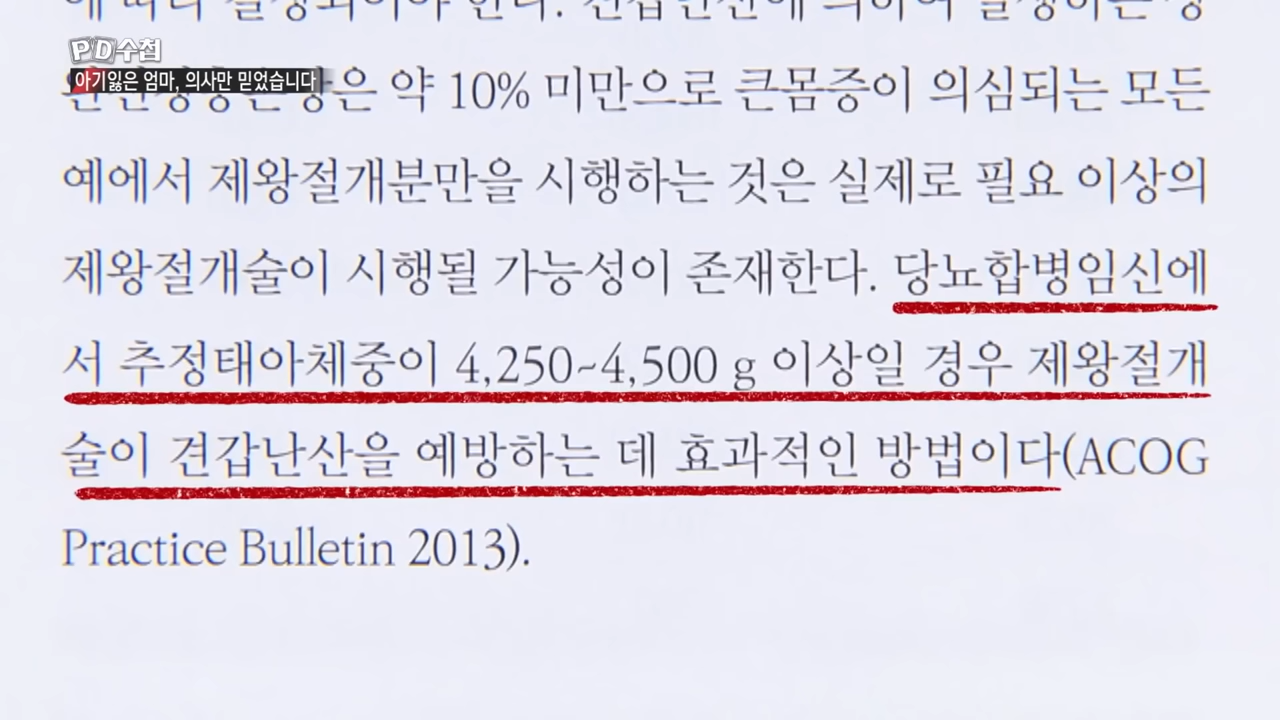 PD수첩
아기잃은 엄마, 의사만 믿었습니다
은 약 10% 미만으로 큰몸증이 의심되는 모든
예에서 제왕절개분만을 시행하는 것은 실제로 필요 이상의
제왕절개술이 시행될 가능성이 존재한다. 당뇨합병임신에
서 추정태아체중이 4,250~4,500 g 이상일 경우 제왕절개
술이 견갑난산을 예방하는 데 효과적인 방법이다(ACOG
Practice Bulletin 2013).